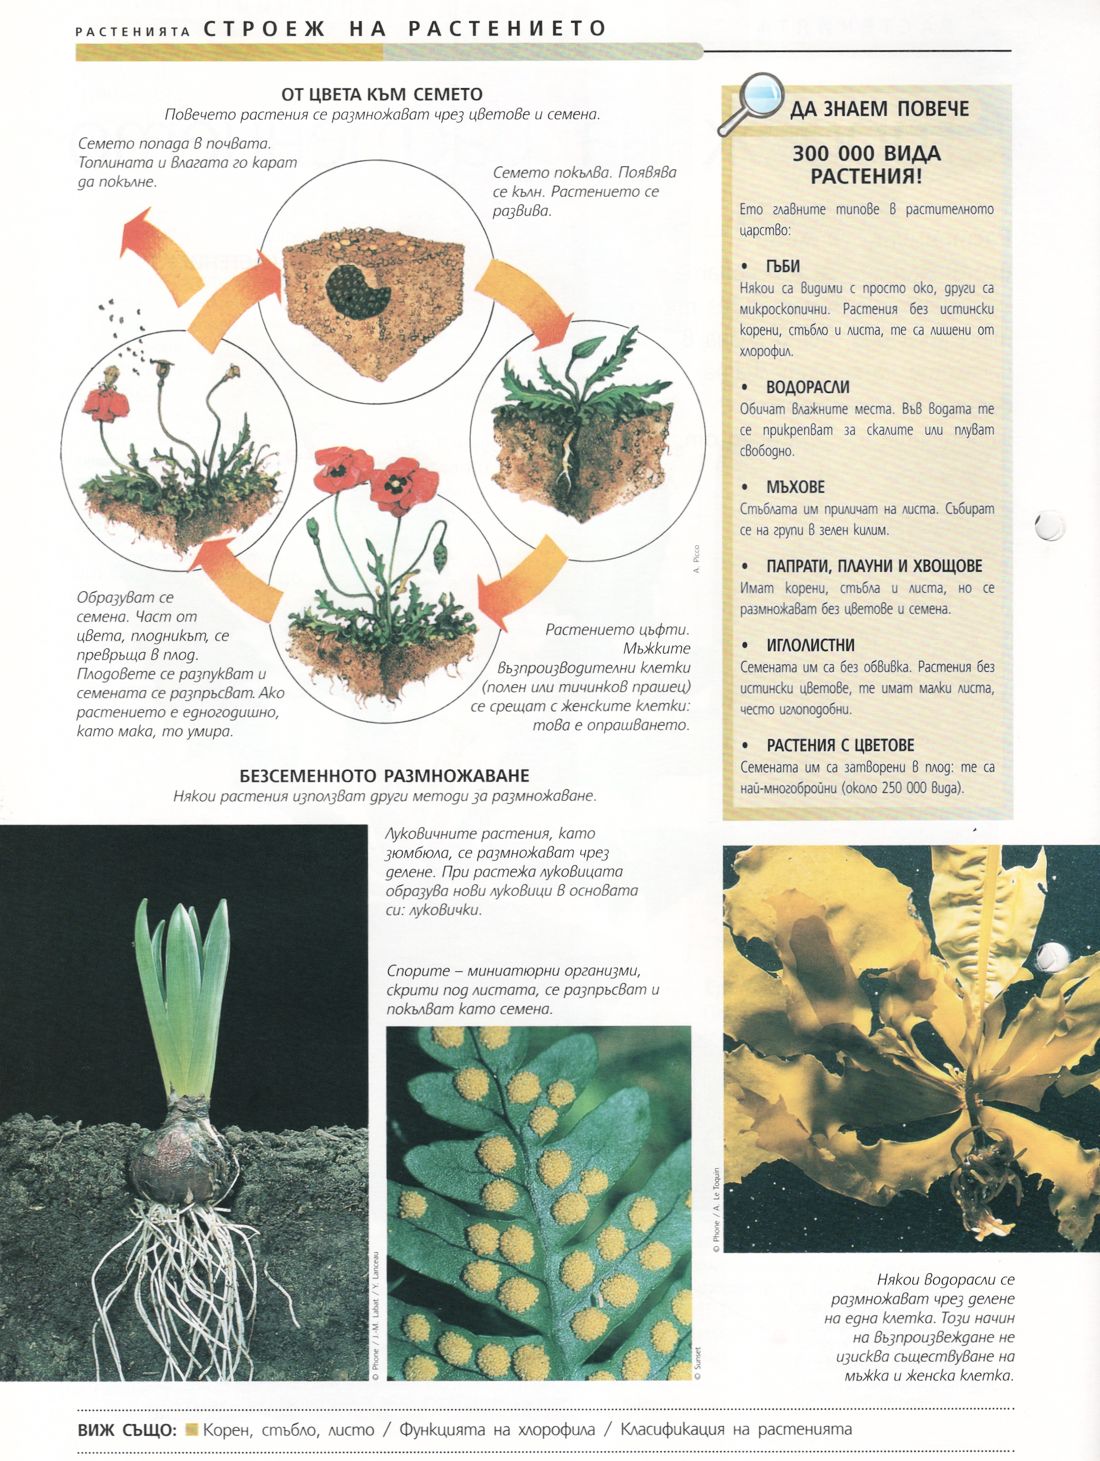 РАСТЕНИЯТА СТРОЕЖ НА РАСТЕНИЕТО
ОТ ЦВЕТА КЪМ СЕМЕТО
Повечето растения се размножават чрез цветове и семена.
Семето попада в почвата.
Топлината и влагата го карат
да покълне.
Семето покълва. Появява
се кълн. Растението се
развива.
A. Picco
Образуват се
семена. Част от
цвета, плодникът, се
превръща в плод.
Плодовете се разпукват и
семената се разпръсват. Ако
растението е едногодишно,
като мака, то умира.
Растението цъфти.
Мъжките
възпроизводителни клетки
(полен или тичинков прашец)
се срещат с женските клетки:
това е опрашването.
ДА ЗНАЕМ ПОВЕЧЕ
300 000 ВИДА
РАСТЕНИЯ!
Ето главните типове в растителното
царство:
• ГЪБИ
Някои са видими с просто око, други са
микроскопични. Растения без истински
корени, стъбло и листа, те са лишени от
хлорофил.
• ВОДОРАСЛИ
Обичат влажните места. Във водата те
се прикрепват за скалите или плуват
свободно.
• МЪХОВЕ
Стъблата им приличат на листа. Събират
се на групи в зелен килим.
• ПАПРАТИ, ПЛАУНИ И ХВОЩОВЕ
Имат корени, стъбла и листа, но се
размножават без цветове и семена.
• ИГЛОЛИСТНИ
Семената им са без обвивка. Растения без
истински цветове, те имат малки листа,
често иглоподобни.
• РАСТЕНИЯ С ЦВЕТОВЕ
Семената им са затворени в плод: те са
най-многобройни (около 250 000 вида).
БЕЗСЕМЕННОТО РАЗМНОЖАВАНЕ
Някои растения използват други методи за размножаване.
Луковичните растения, като
зюмбюла, се размножават чрез
делене. При растежа луковицата
образува нови луковици в основата
си: луковички.
Спорите – миниатюрни организми,
скрити под листата, се разпръсват и
покълват като семена.
© Phone / J.-M. Labat / Y. Lanceau
© Sunset
© Phone / A. Le Toquin
Някои водорасли се
размножават чрез делене
на една клетка. Този начин
на възпроизвеждане не
изисква съществуване на
мъжка и женска клетка.
ВИЖ СЪЩО: Корен, стъбло, листо / Функцията на хлорофила / Класификация на растенията